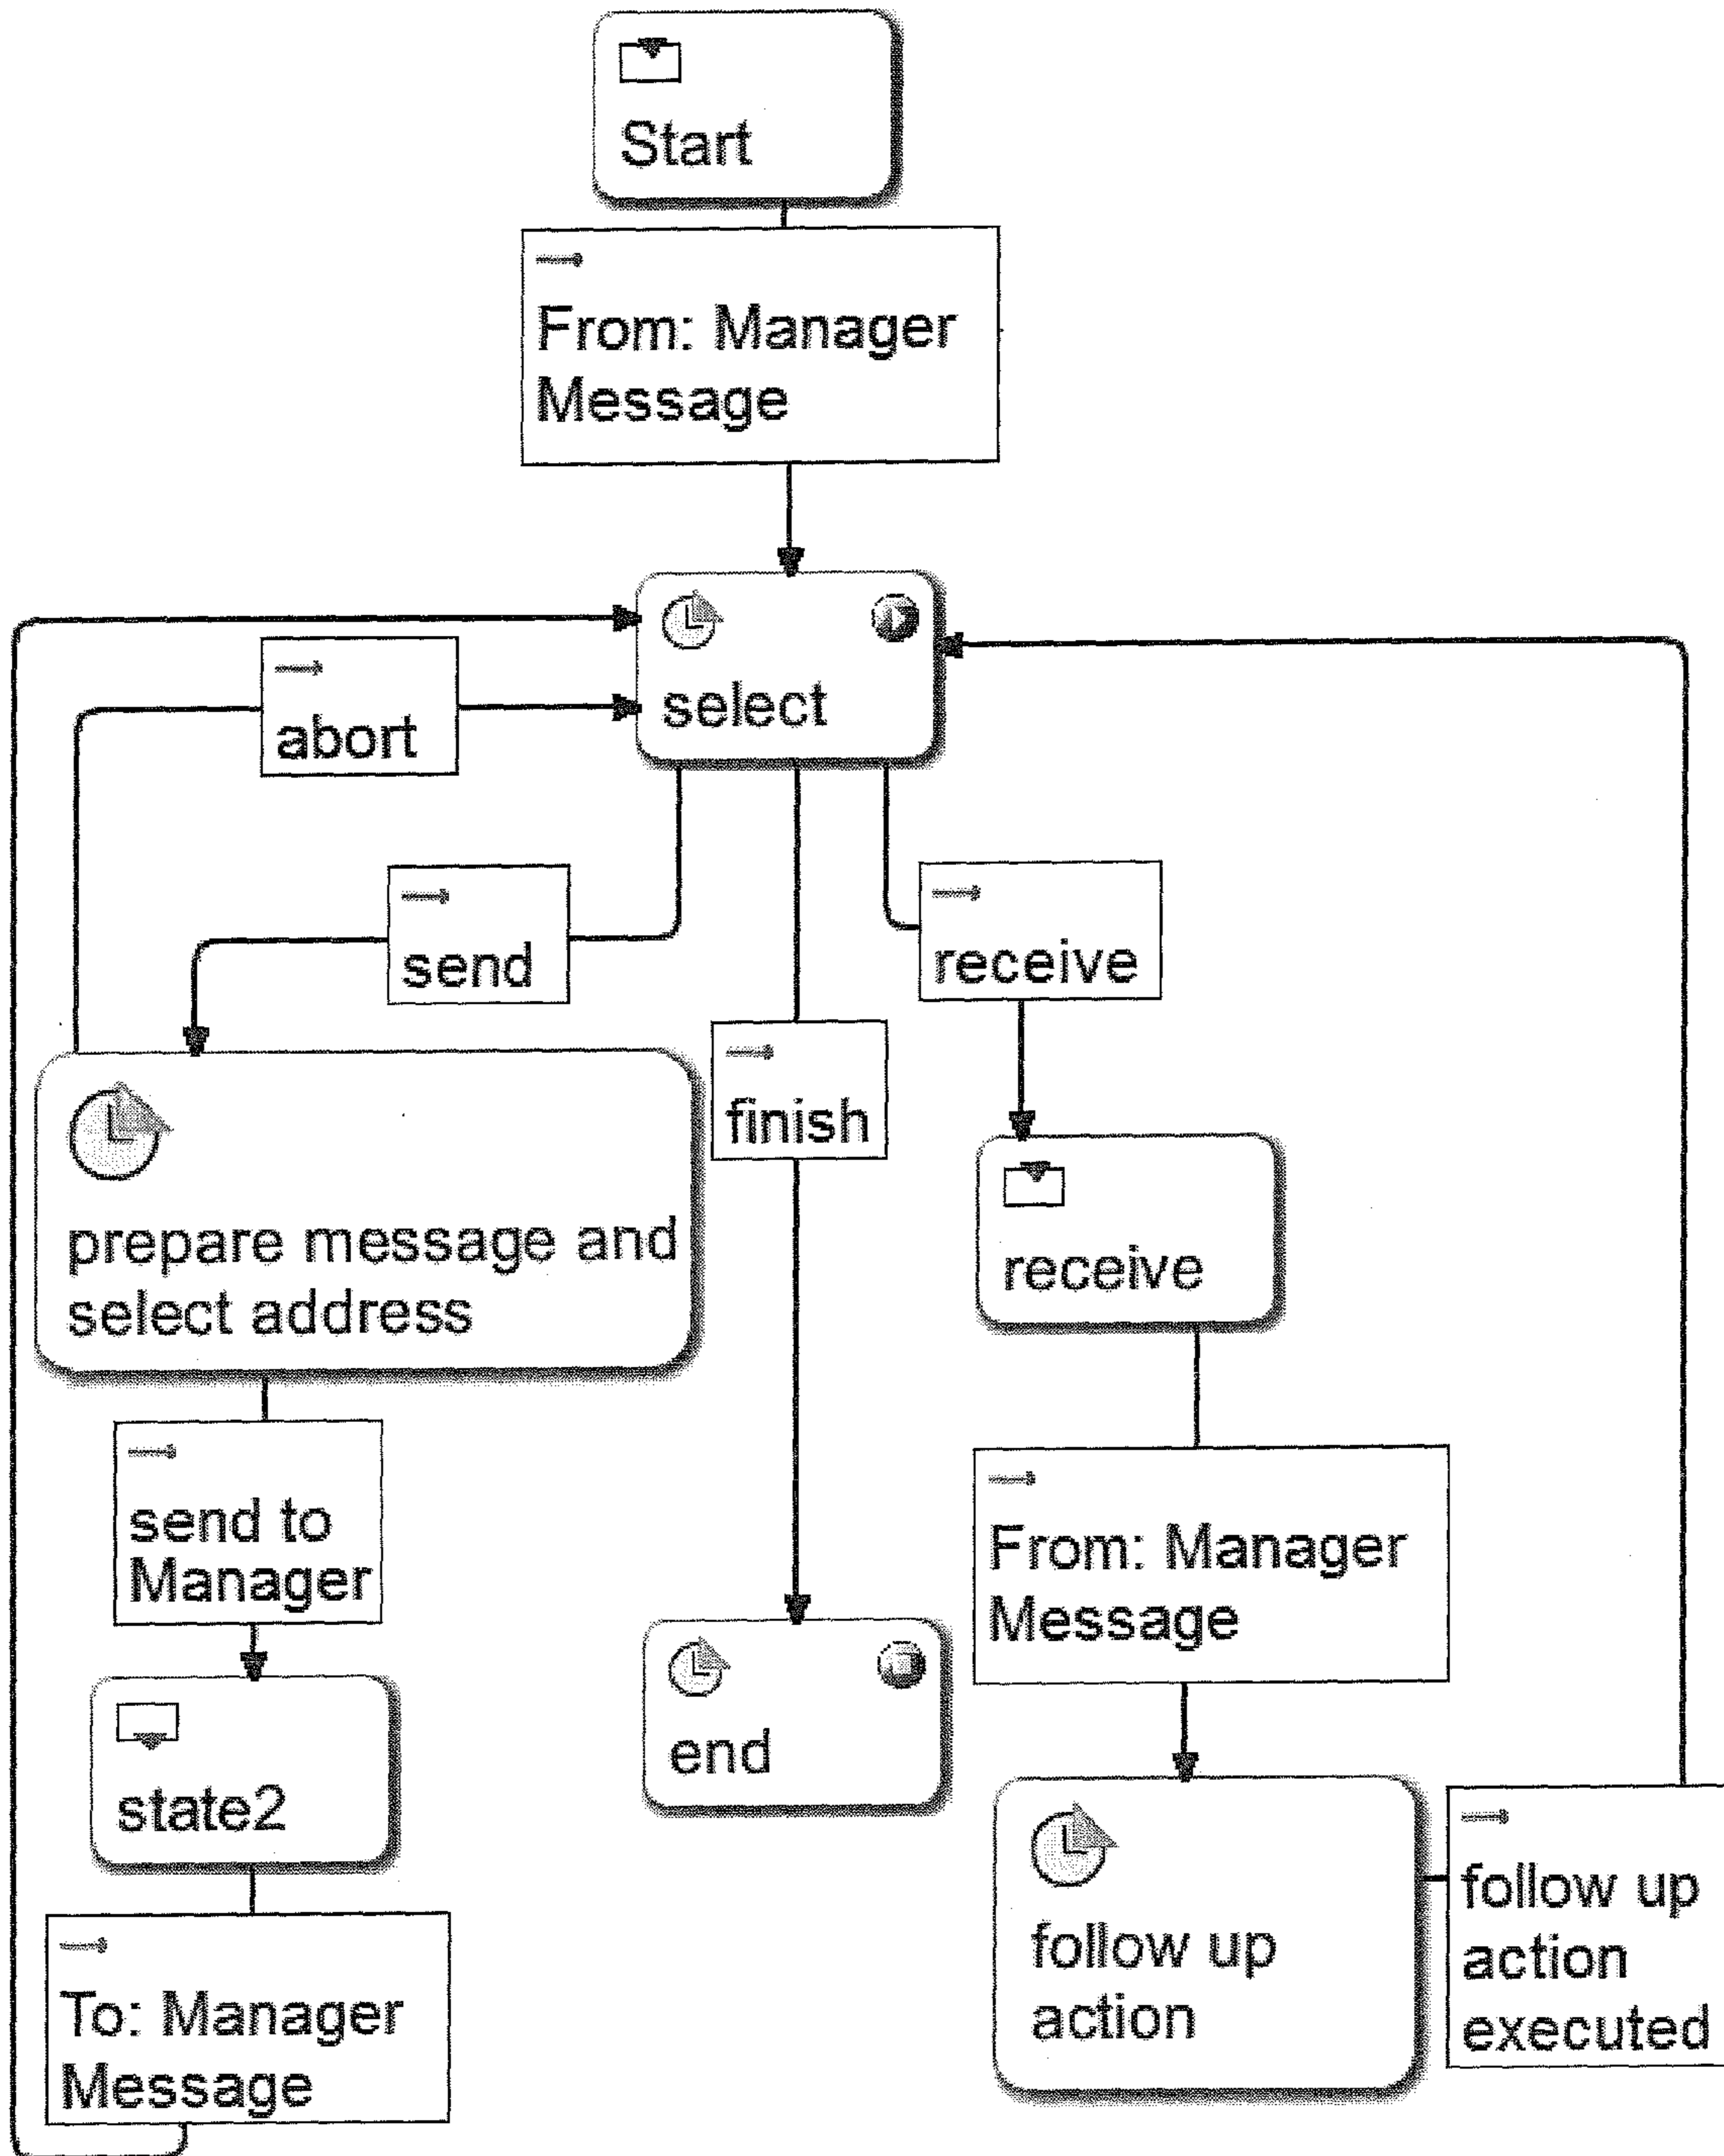 Start
From: Manager
Message
select
abort
send
receive
finish
prepare message and
select address
receive
send to
Manager
From: Manager
Message
state2
end
follow up
action
follow up
action
executed
To: Manager
Message